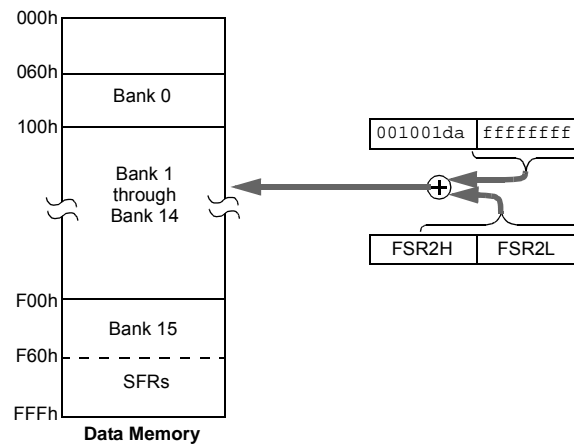 000h
060h
Bank 0
100h
001001da ffffffff
Bank 1
through
Bank 14
FSR2H FSR2L
F00h
Bank 15
F60h
SFRs
FFFh
Data Memory